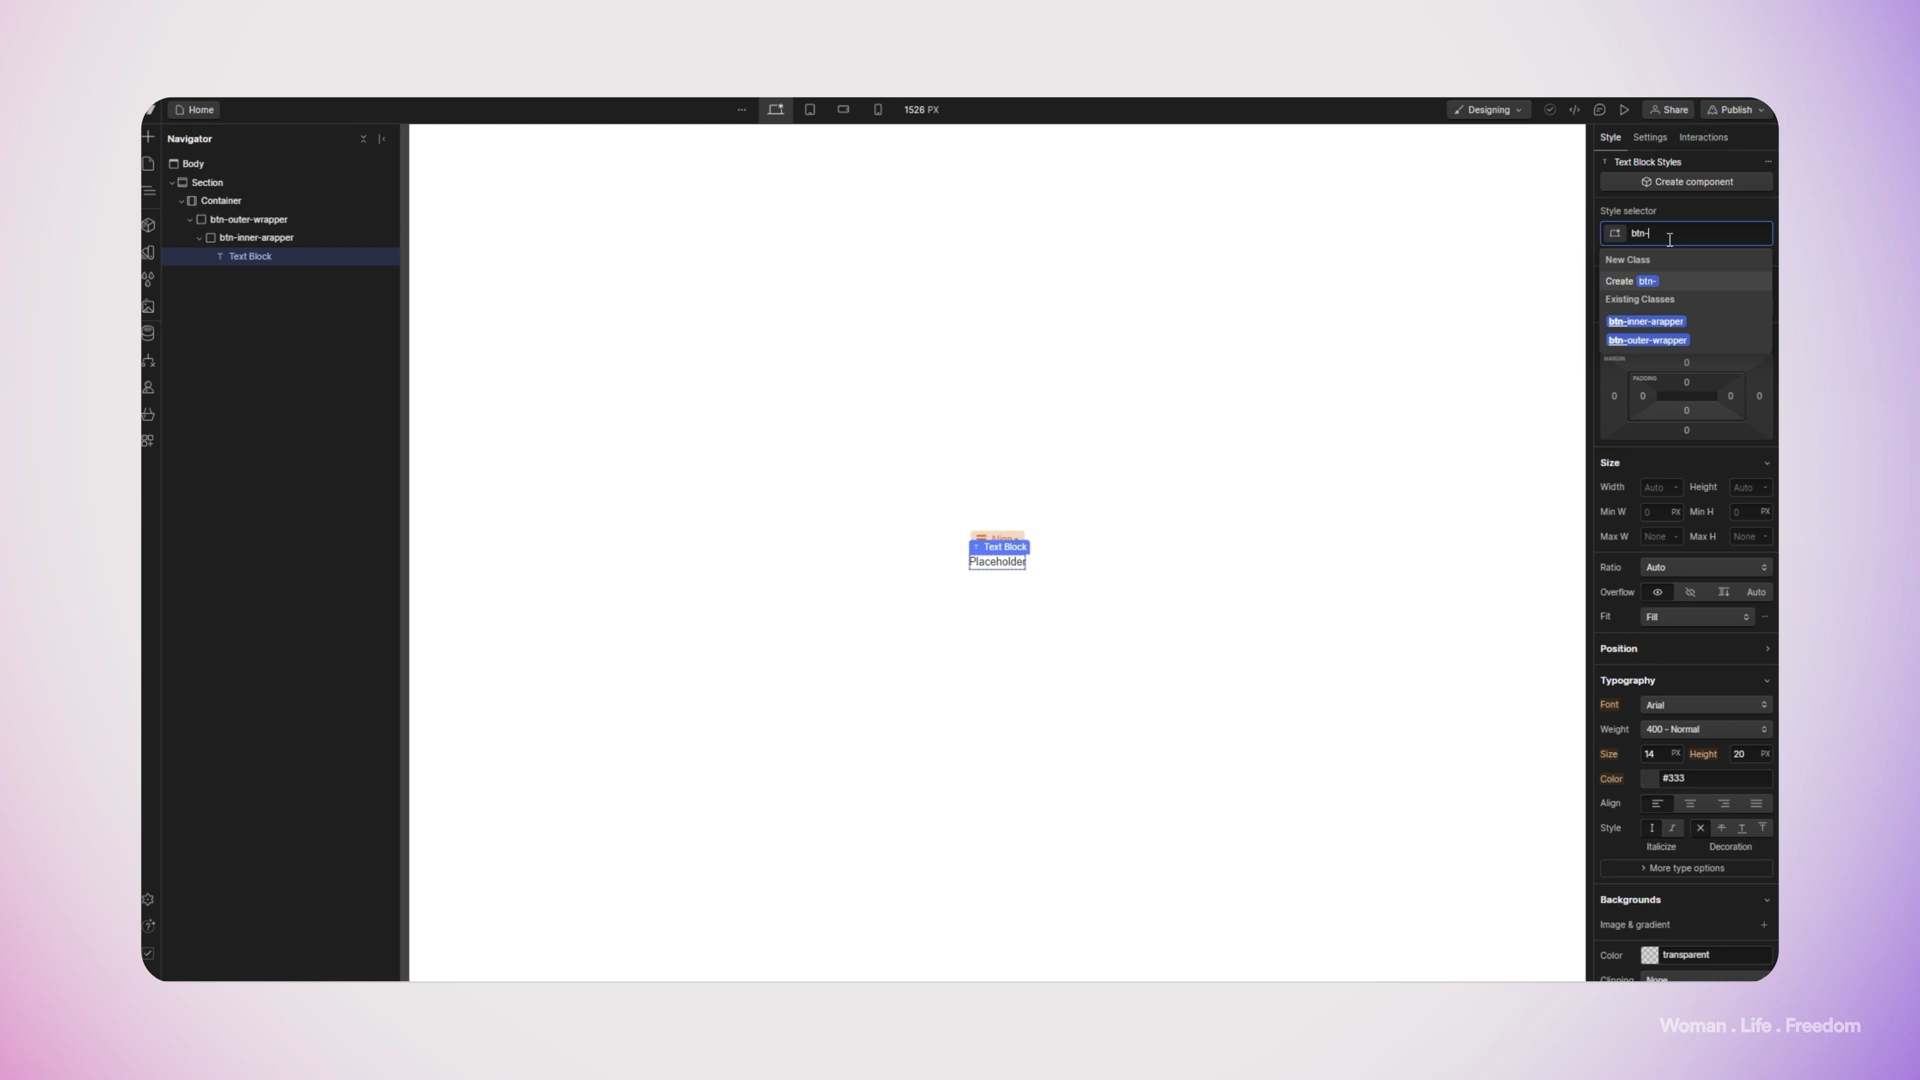 Home
1526 PX
Designing
Share
Publish
Navigator
Body
Section
Container
btn-outer-wrapper
btn-inner-arapper
Text Block
Align
Text Block
Placeholder
Style Settings Interactions
Text Block Styles
Create component
Style selector
btn-
New Class
Create btn-
Existing Classes
btn-inner-arapper
btn-outer-wrapper
MARGIN
0
PADDING
0
0 0 0 0
0
0
Size
Width Auto - Height Auto -
Min W 0 PX Min H 0 PX
Max W None - Max H None -
Ratio Auto
Overflow Auto
Fit Fill
Position
Typography
Font Arial
Weight 400 - Normal
Size 14 PX Height 20 PX
Color #333
Align
Style
Italicize Decoration
More type options
Backgrounds
Image & gradient
Color transparent
Clipping None
Woman . Life . Freedom